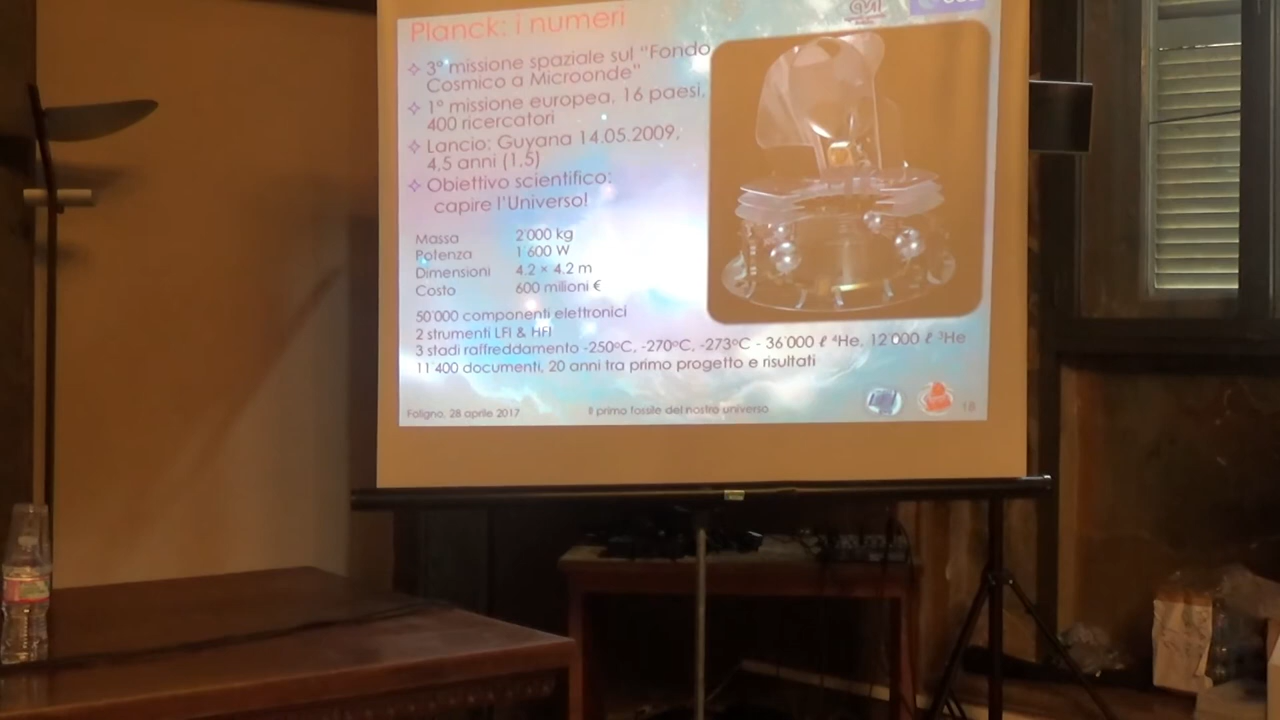 Planck: i numeri
3° missione spaziale sul "Fondo
Cosmico a Microonde"
1° missione europea, 16 paesi,
400 ricercatori
Lancio: Guyana 14.05.2009,
4,5 anni (1,5)
Obiettivo scientifico:
capire l'Universo!
Massa 2'000 kg
Potenza 1'600 W
Dimensioni 4.2 × 4.2 m
Costo 600 milioni €
50'000 componenti elettronici
2 strumenti LFI & HFI
3 stadi raffreddamento -250°C, -270°C, -273°C - 36'000 ℓ ⁴He, 12'000 ℓ ³He
11'400 documenti, 20 anni tra primo progetto e risultati
Foligno, 28 aprile 2017 Il primo fossile del nostro universo 18